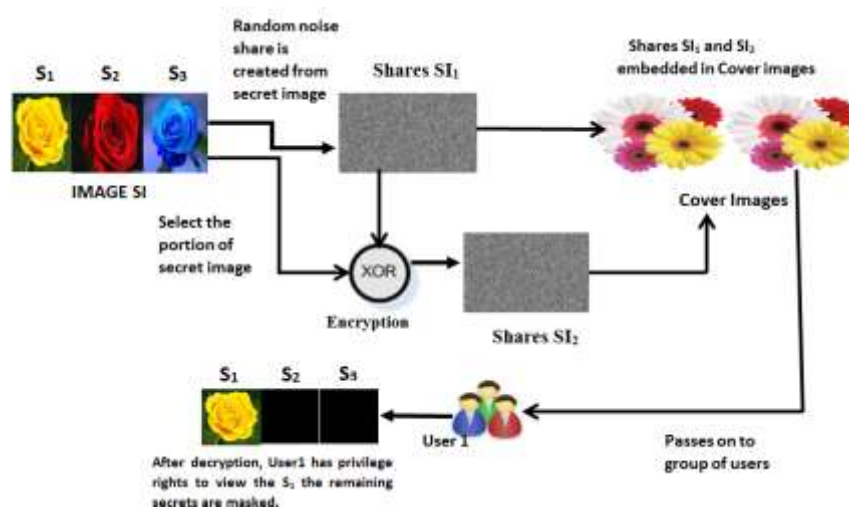 Random noise
share is
created from
secret image
S₁ S₂ S₃
Shares SI₁
Shares SI₁ and SI₂
embedded in Cover images
IMAGE SI
Cover Images
Select the
portion of
secret image
XOR
Encryption
Shares SI₂
S₁ S₂ S₃
User 1
Passes on to
group of users
After decryption, User1 has privilege
rights to view the S₁ the remaining
secrets are masked.